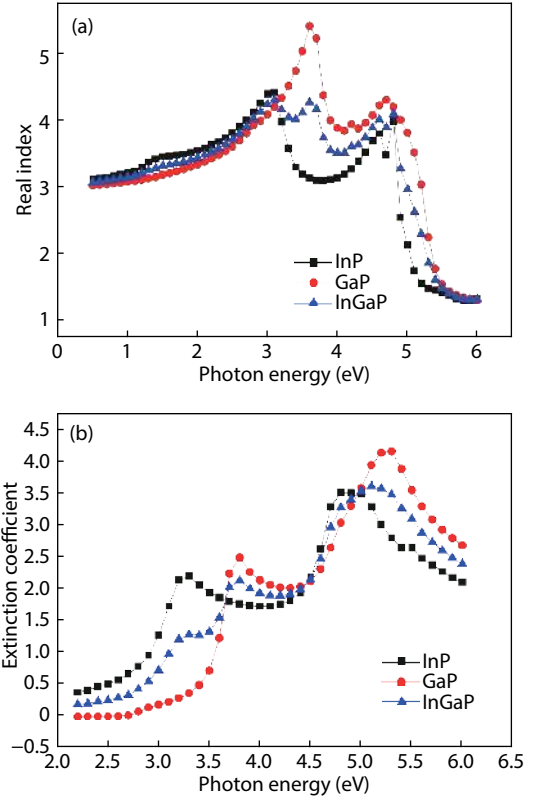 (a)
5
4
3
2
1
Real index
InP
GaP
InGaP
0 1 2 3 4 5 6
Photon energy (eV)
(b)
4.5
4.0
3.5
3.0
2.5
2.0
1.5
1.0
0.5
0
−0.5
Extinction coefficient
InP
GaP
InGaP
2.0 2.5 3.0 3.5 4.0 4.5 5.0 5.5 6.0 6.5
Photon energy (eV)